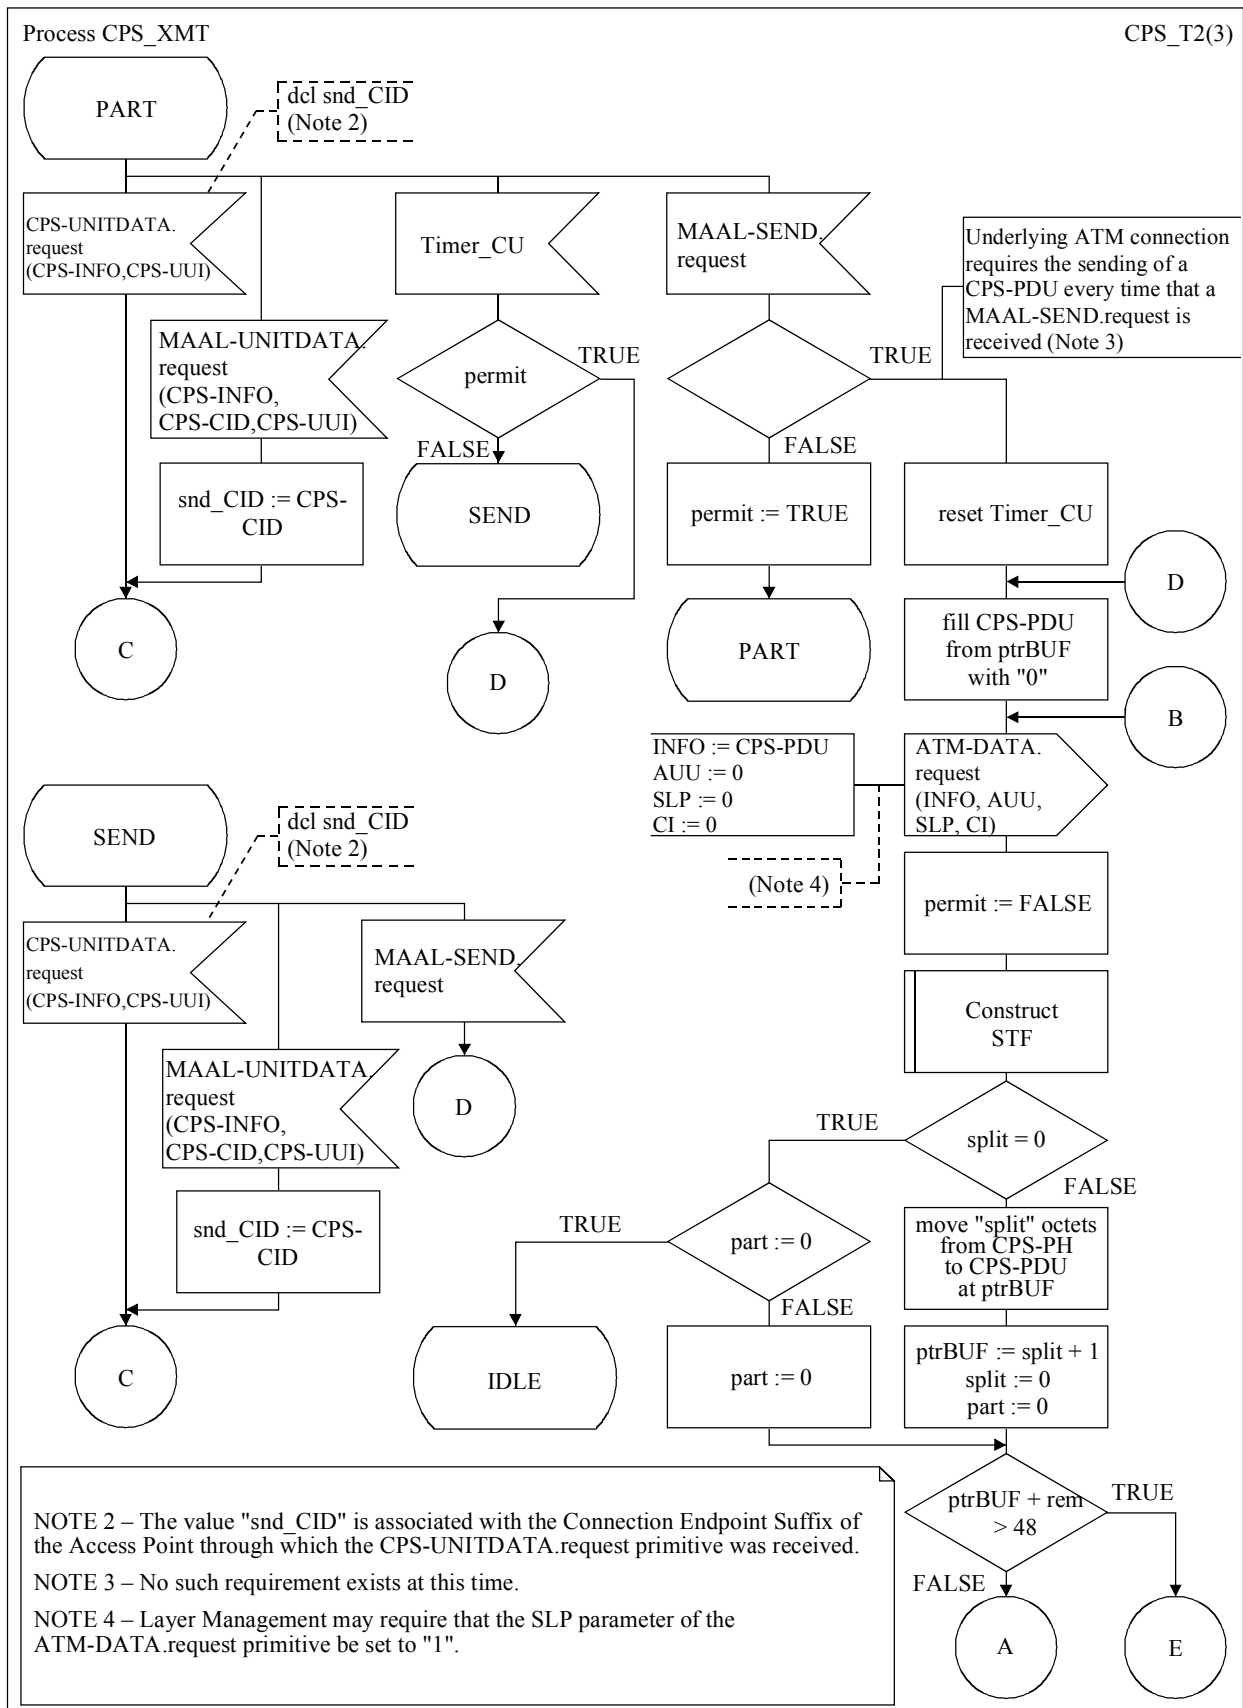 Process CPS_XMT
CPS_T2(3)
PART
dcl snd_CID
(Note 2)
CPS-UNITDATA.
request
(CPS-INFO,CPS-UUI)
MAAL-UNITDATA.
request
(CPS-INFO,
CPS-CID,CPS-UUI)
snd_CID := CPS-
CID
C
Timer_CU
permit
TRUE
FALSE
SEND
D
MAAL-SEND.
request
TRUE
FALSE
Underlying ATM connection
requires the sending of a
CPS-PDU every time that a
MAAL-SEND.request is
received (Note 3)
permit := TRUE
PART
reset Timer_CU
D
fill CPS-PDU
from ptrBUF
with "0"
B
INFO := CPS-PDU
AUU := 0
SLP := 0
CI := 0
ATM-DATA.
request
(INFO, AUU,
SLP, CI)
(Note 4)
permit := FALSE
Construct
STF
split = 0
TRUE
FALSE
part := 0
TRUE
FALSE
IDLE
part := 0
move "split" octets
from CPS-PH
to CPS-PDU
at ptrBUF
ptrBUF := split + 1
split := 0
part := 0
ptrBUF + rem
> 48
TRUE
FALSE
A
E
SEND
dcl snd_CID
(Note 2)
CPS-UNITDATA.
request
(CPS-INFO,CPS-UUI)
MAAL-UNITDATA.
request
(CPS-INFO,
CPS-CID,CPS-UUI)
snd_CID := CPS-
CID
C
MAAL-SEND.
request
D
NOTE 2 – The value "snd_CID" is associated with the Connection Endpoint Suffix of
the Access Point through which the CPS-UNITDATA.request primitive was received.
NOTE 3 – No such requirement exists at this time.
NOTE 4 – Layer Management may require that the SLP parameter of the
ATM-DATA.request primitive be set to "1".